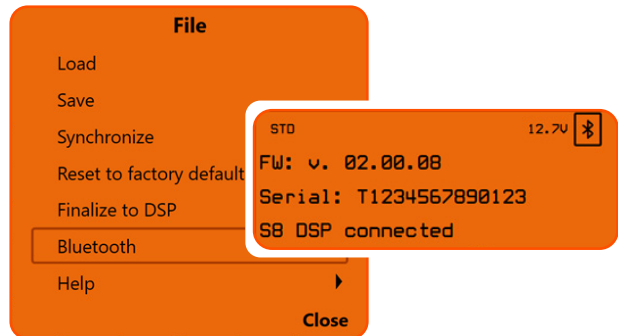 File
Load
Save
Synchronize
Reset to factory default
Finalize to DSP
Bluetooth
Help
Close
STD 12.7V
FW: v. 02.00.08
Serial: T1234567890123
S8 DSP connected